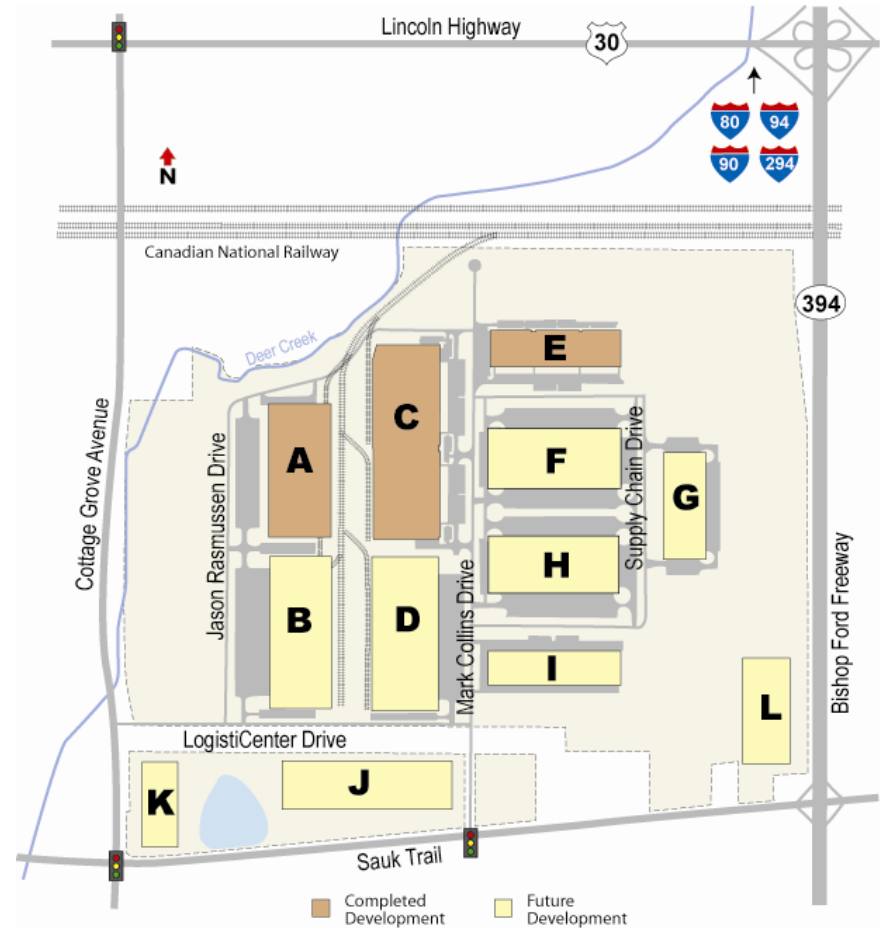 Lincoln Highway
30
80
94
90
294
N
Canadian National Railway
394
Deer Creek
E
C
A
F
G
H
B
D
I
L
Cottage Grove Avenue
Jason Rasmussen Drive
Mark Collins Drive
Supply Chain Drive
Bishop Ford Freeway
LogistiCenter Drive
J
K
Sauk Trail
Completed
Development
Future
Development